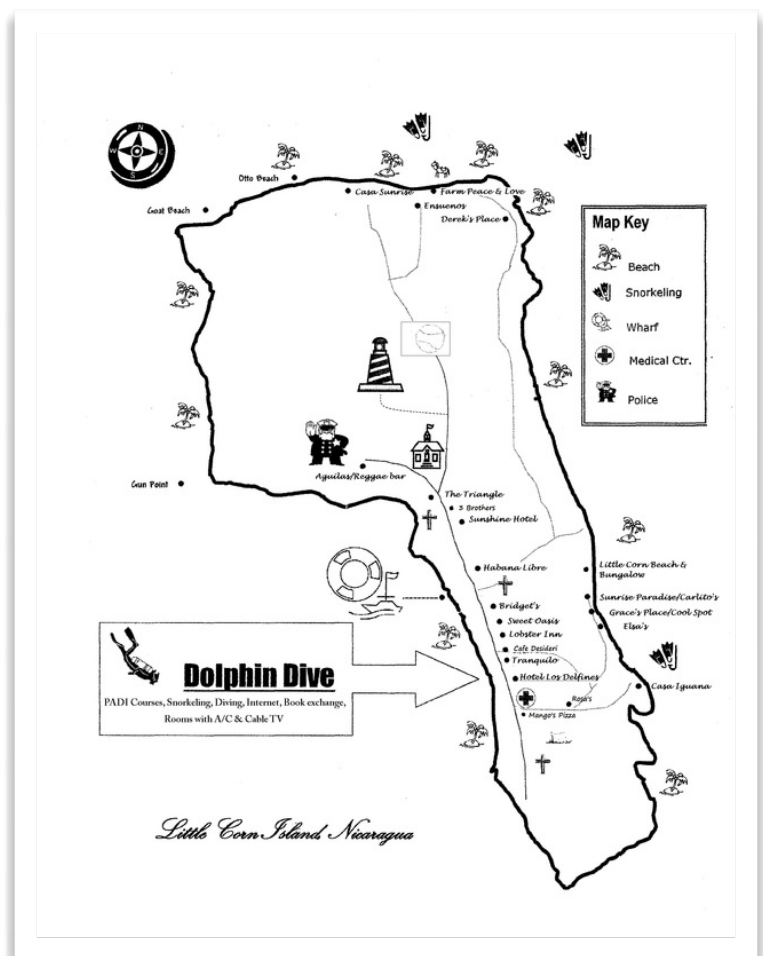 N
W
E
S
Otto Beach
Goat Beach
Casa Sunrise
Farm Peace & Love
Ensuenos
Derek's Place
Map Key
Beach
Snorkeling
Wharf
Medical Ctr.
Police
Aguilas/Reggae bar
Gun Point
The Triangle
3 Brothers
Sunshine Hotel
Habana Libre
Little Corn Beach &
Bungalow
Sunrise Paradise/Carlito's
Bridget's
Grace's Place/Cool Spot
Sweet Oasis
Elsa's
Lobster Inn
Cafe Desideri
Tranquilo
Hotel Los Delfines
Casa Iguana
Rosa's
Mango's Pizza
Dolphin Dive
PADI Courses, Snorkeling, Diving, Internet, Book exchange,
Rooms with A/C & Cable TV
Little Corn Island, Nicaragua